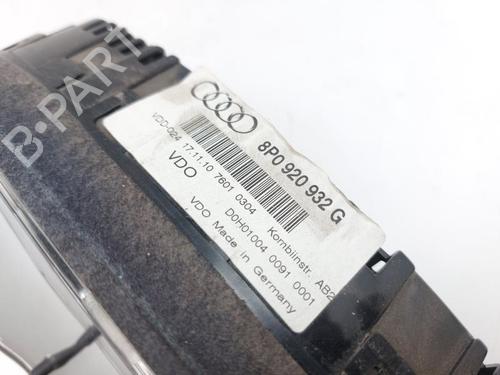 B-PARTS
8P0 920 932 G
VDD-024 17.11.10 7601 0304 Kombiinstr. AB2
VDO D0H01004 0091 0001
VDO Made in Germany